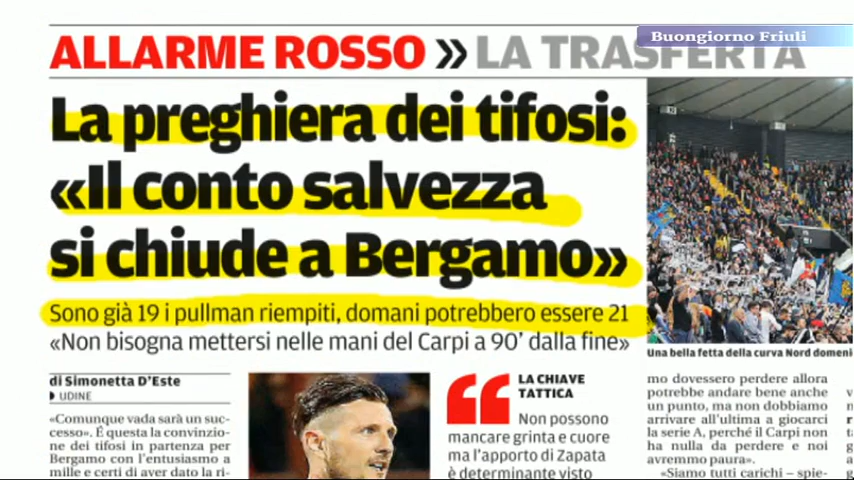 Buongiorno Friuli
ALLARME ROSSO » LA TRASFERTA
La preghiera dei tifosi:
«Il conto salvezza
si chiude a Bergamo»
Sono già 19 i pullman riempiti, domani potrebbero essere 21
«Non bisogna mettersi nelle mani del Carpi a 90’ dalla fine»
Una bella fetta della curva Nord domeni
di Simonetta D'Este
UDINE
«Comunque vada sarà un suc-
cesso». È questa la convinzio
ne dei tifosi in partenza per
Bergamo con l'entusiasmo a
mille e certi di aver dato la ri-
“
LA CHIAVE
TATTICA
Non possono
mancare grinta e cuore
ma l'apporto di Zapata
è determinante visto
mo dovessero perdere allora
potrebbe andare bene anche
un punto, ma non dobbiamo
arrivare all'ultima a giocarci
la serie A, perché il Carpi non
ha nulla da perdere e noi
avremmo paura».
«Siamo tutti carichi – spie-